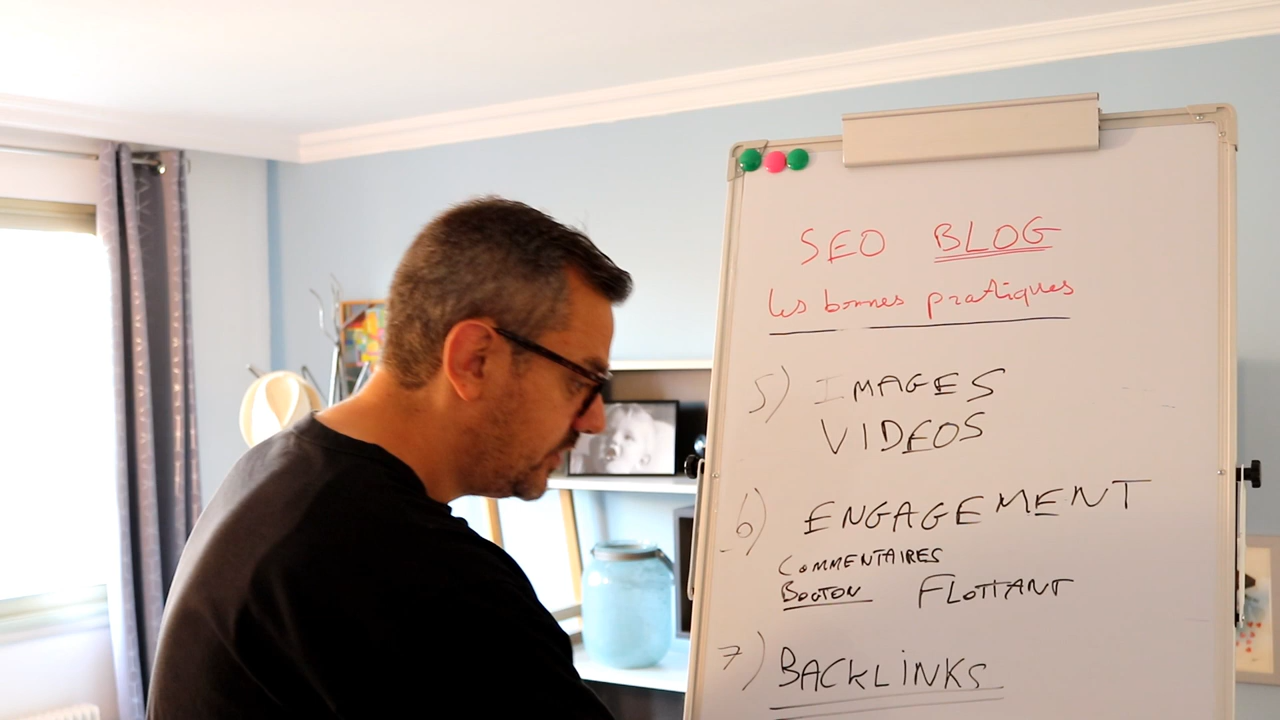 SEO BLOG
les bonnes pratiques
5) IMAGES
VIDEOS
6) ENGAGEMENT
COMMENTAIRES
BOUTON FLOTTANT
7) BACKLINKS